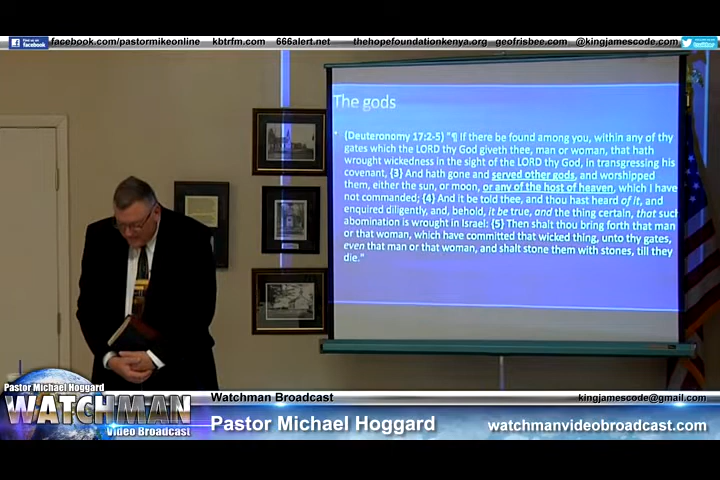 Find us on facebook
facebook.com/pastormikeonline kbtrfm.com 666alert.net thehopefoundationkenya.org geofrisbee.com @kingjamescode.com
The gods
• (Deuteronomy 17:2-5) "¶ If there be found among you, within any of thy
gates which the LORD thy God giveth thee, man or woman, that hath
wrought wickedness in the sight of the LORD thy God, in transgressing his
covenant, {3} And hath gone and served other gods, and worshipped
them, either the sun, or moon, or any of the host of heaven, which I have
not commanded; {4} And it be told thee, and thou hast heard of it, and
enquired diligently, and, behold, it be true, and the thing certain, that such
abomination is wrought in Israel: {5} Then shalt thou bring forth that man
or that woman, which have committed that wicked thing, unto thy gates,
even that man or that woman, and shalt stone them with stones, till they
die."
Pastor Michael Hoggard
WATCHMAN
Video Broadcast
Watchman Broadcast kingjamescode@gmail.com
Pastor Michael Hoggard watchmanvideobroadcast.com